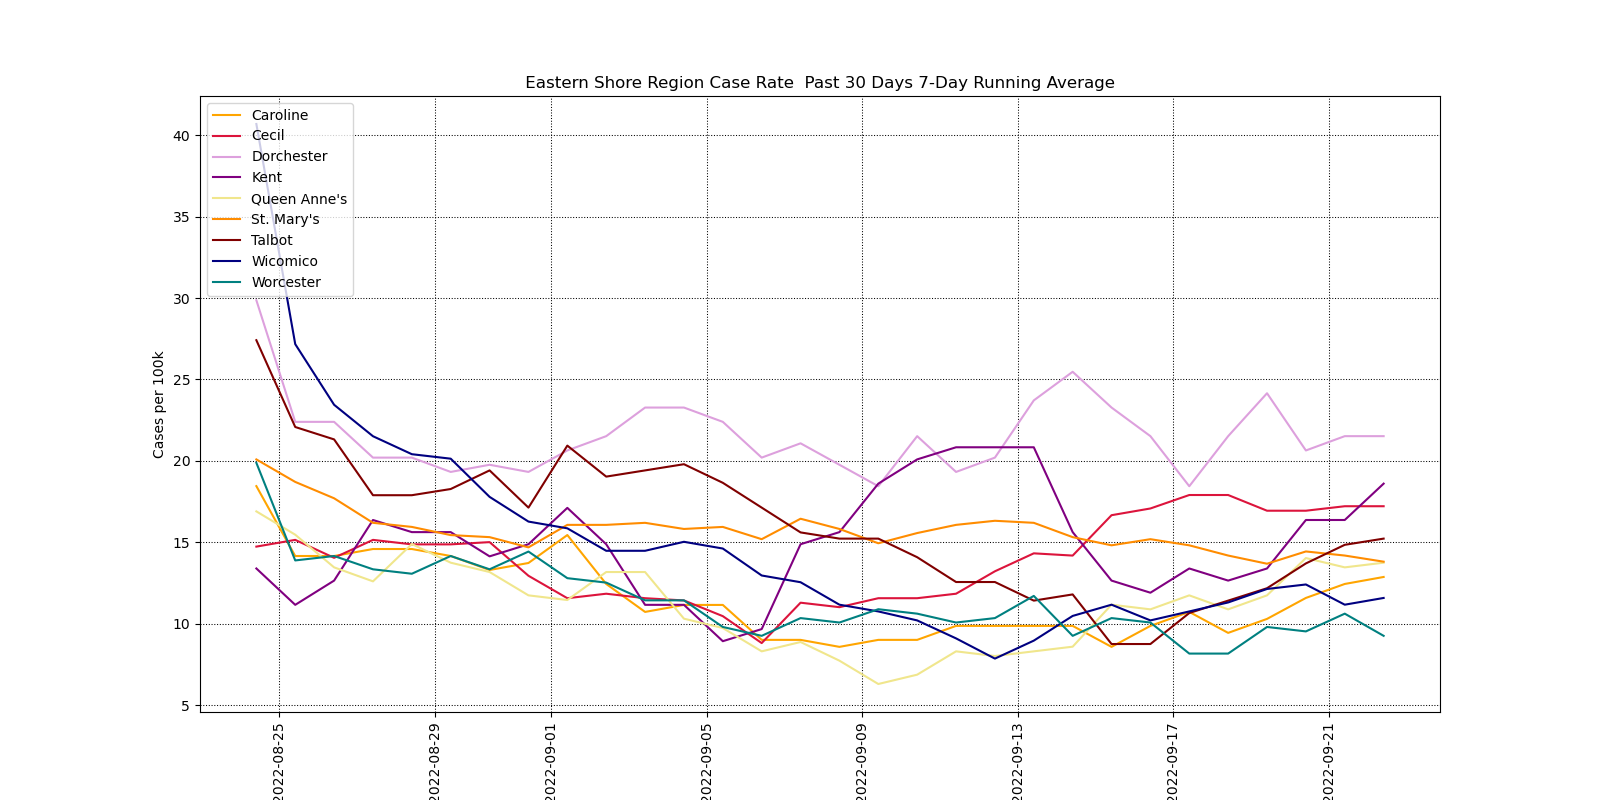 Eastern Shore Region Case Rate  Past 30 Days 7-Day Running Average
Caroline
Cecil
Dorchester
Kent
Queen Anne's
St. Mary's
Talbot
Wicomico
Worcester
40
35
30
25
20
15
10
5
Cases per 100k
2022-08-25
2022-08-29
2022-09-01
2022-09-05
2022-09-09
2022-09-13
2022-09-17
2022-09-21